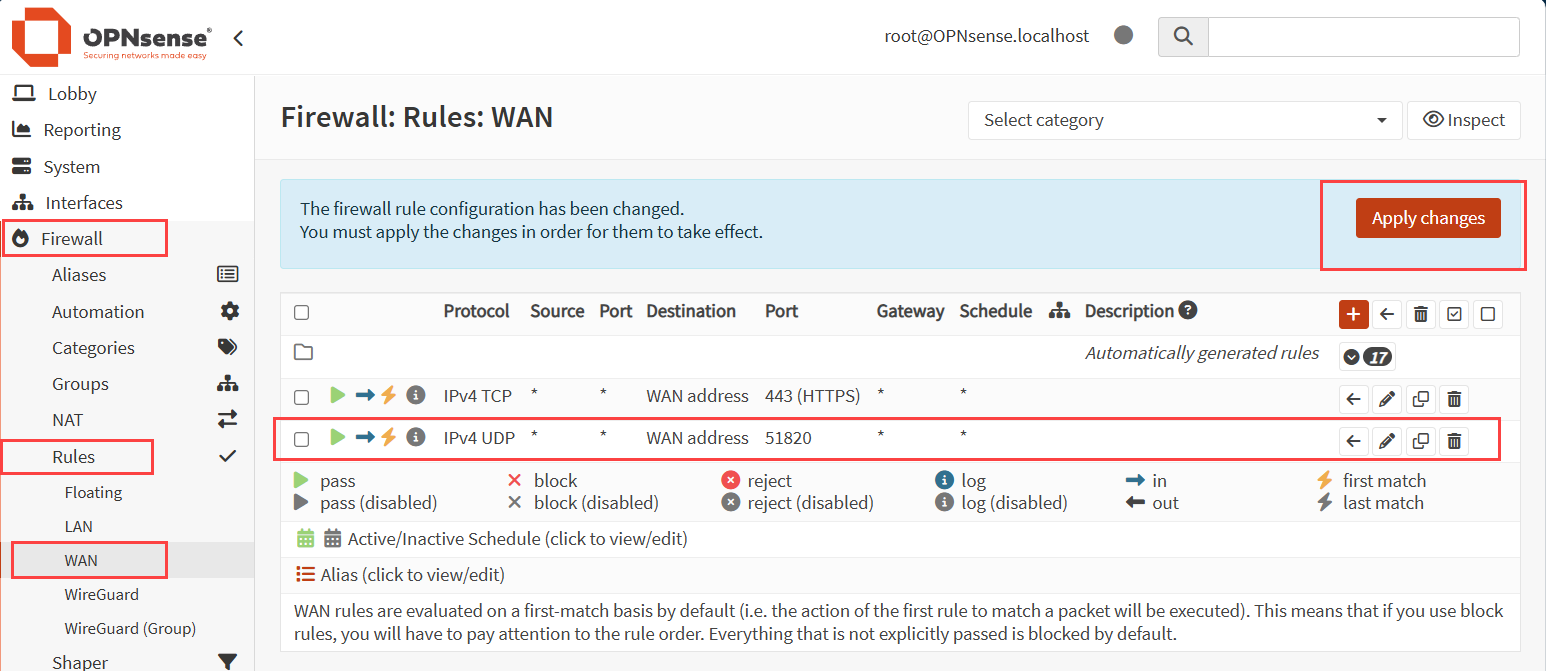 OPNsense®
Securing networks made easy
root@OPNsense.localhost
Lobby
Reporting
System
Interfaces
Firewall
Aliases
Automation
Categories
Groups
NAT
Rules
Floating
LAN
WAN
WireGuard
WireGuard (Group)
Shaper
Firewall: Rules: WAN
Select category
Inspect
The firewall rule configuration has been changed.
You must apply the changes in order for them to take effect.
Apply changes
Protocol Source Port Destination Port Gateway Schedule Description
Automatically generated rules 17
IPv4 TCP * * WAN address 443 (HTTPS) * *
IPv4 UDP * * WAN address 51820 * *
pass block reject log in first match
pass (disabled) block (disabled) reject (disabled) log (disabled) out last match
Active/Inactive Schedule (click to view/edit)
Alias (click to view/edit)
WAN rules are evaluated on a first-match basis by default (i.e. the action of the first rule to match a packet will be executed). This means that if you use block
rules, you will have to pay attention to the rule order. Everything that is not explicitly passed is blocked by default.